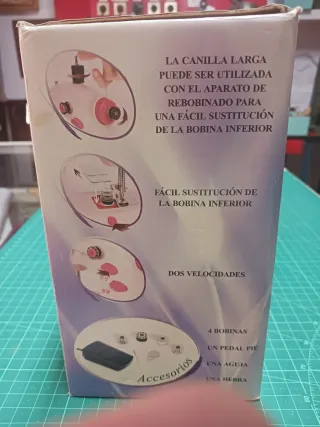 LA CANILLA LARGA
PUEDE SER UTILIZADA
CON EL APARATO DE
REBOBINADO PARA
UNA FÁCIL SUSTITUCIÓN
DE LA BOBINA INFERIOR
FÁCIL SUSTITUCIÓN DE
LA BOBINA INFERIOR
DOS VELOCIDADES
4 BOBINAS
UN PEDAL PIE
UNA AGUJA
UNA HEBRA
Accesorios